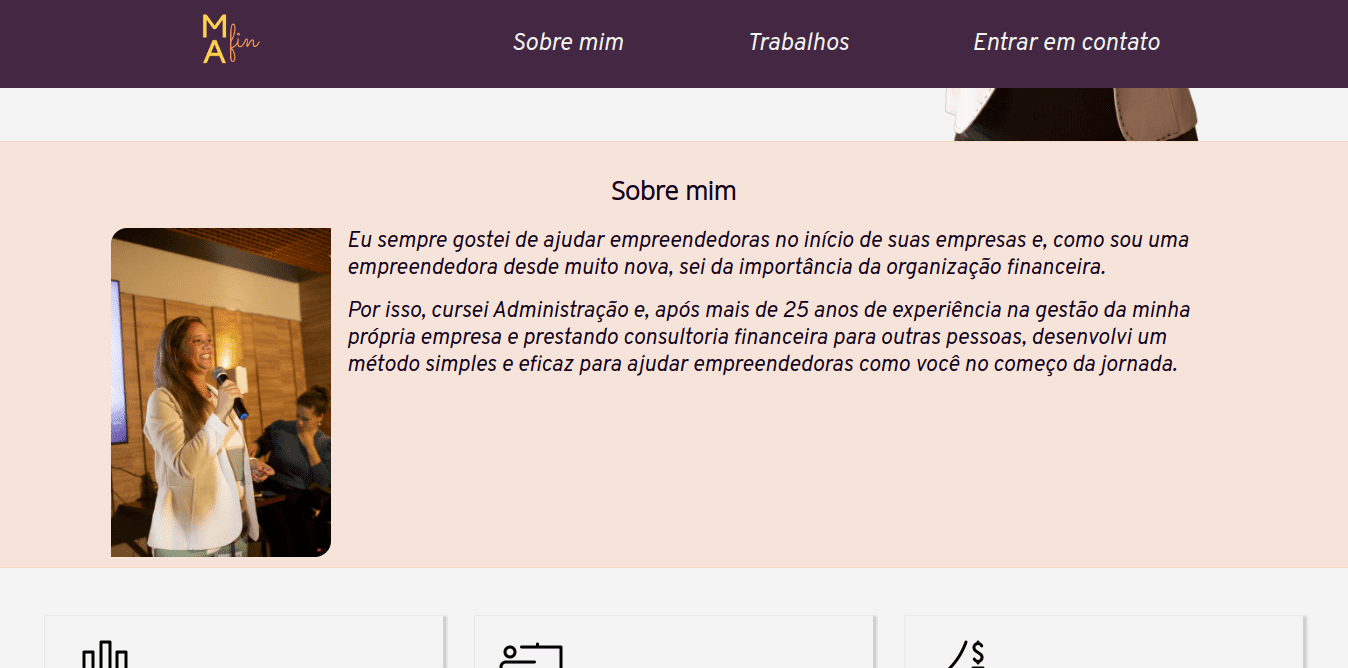 MA fin
Sobre mim
Trabalhos
Entrar em contato
Sobre mim
Eu sempre gostei de ajudar empreendedoras no início de suas empresas e, como sou uma
empreendedora desde muito nova, sei da importância da organização financeira.
Por isso, cursei Administração e, após mais de 25 anos de experiência na gestão da minha
própria empresa e prestando consultoria financeira para outras pessoas, desenvolvi um
método simples e eficaz para ajudar empreendedoras como você no começo da jornada.
$